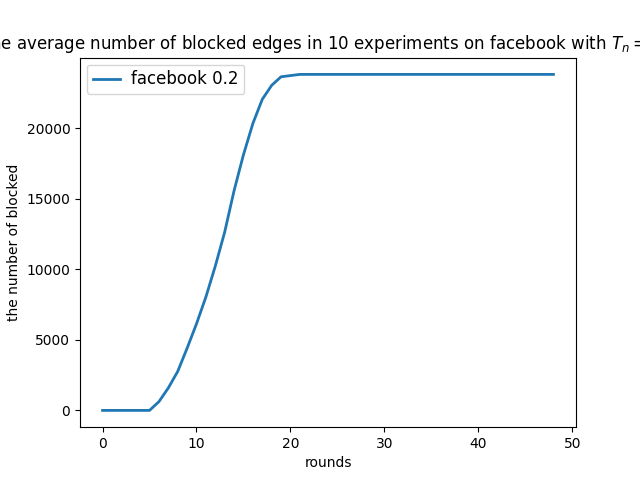 e average number of blocked edges in 10 experiments on facebook with Tₙ =
facebook 0.2
the number of blocked
20000
15000
10000
5000
0
0 10 20 30 40 50
rounds